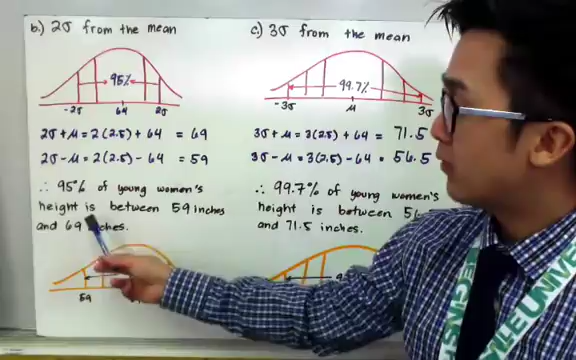 b.) 2σ from the mean
95%
-2σ 64 2σ
2σ + μ = 2(2.5) + 64 = 69
2σ - μ = 2(2.5) - 64 = 59
∴ 95% of young women's
height is between 59 inches
and 69 inches.
59
c.) 3σ from the mean
99.7%
-3σ μ 3σ
3σ + μ = 3(2.5) + 64 = 71.5
3σ - μ = 3(2.5) - 64 = 56.5
∴ 99.7% of young women's
height is between
and 71.5 inches.